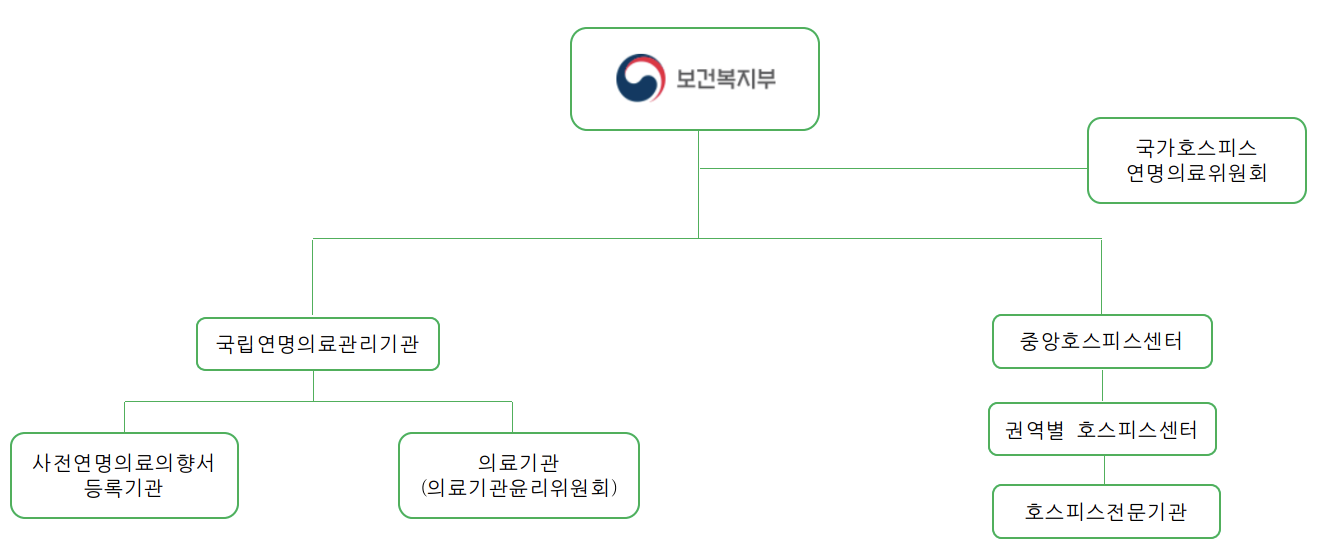 보건복지부
국가호스피스
연명의료위원회
국립연명의료관리기관
중앙호스피스센터
사전연명의료의향서
등록기관
의료기관
(의료기관윤리위원회)
권역별 호스피스센터
호스피스전문기관